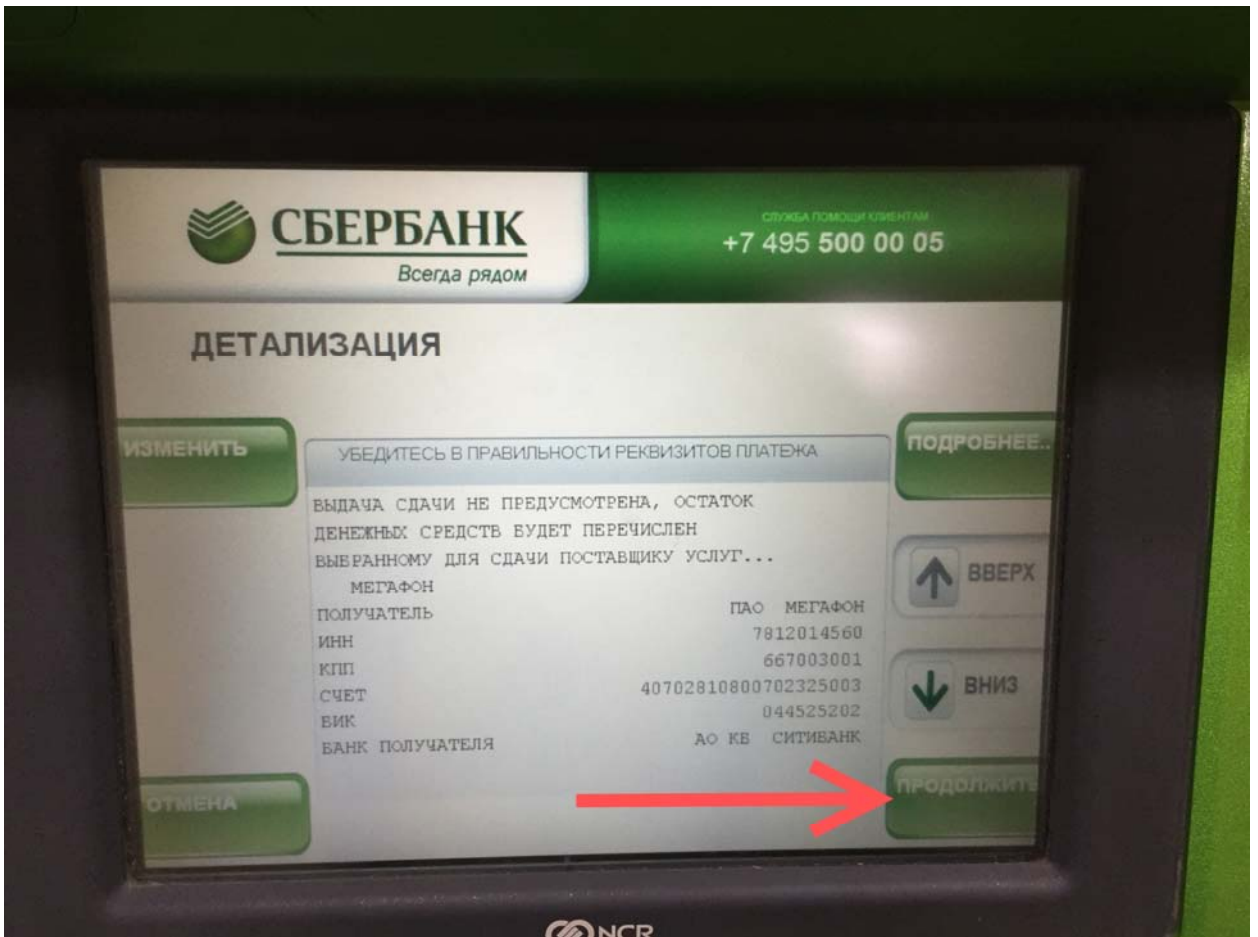 СБЕРБАНК
Всегда рядом
СЛУЖБА ПОМОЩИ КЛИЕНТАМ
+7 495 500 00 05
ДЕТАЛИЗАЦИЯ
ИЗМЕНИТЬ
ПОДРОБНЕЕ..
УБЕДИТЕСЬ В ПРАВИЛЬНОСТИ РЕКВИЗИТОВ ПЛАТЕЖА
ВЫДАЧА СДАЧИ НЕ ПРЕДУСМОТРЕНА, ОСТАТОК
ДЕНЕЖНЫХ СРЕДСТВ БУДЕТ ПЕРЕЧИСЛЕН
ВЫБРАННОМУ ДЛЯ СДАЧИ ПОСТАВЩИКУ УСЛУГ...
МЕГАФОН
ПОЛУЧАТЕЛЬ ПАО МЕГАФОН
ИНН 7812014560
КПП 667003001
СЧЕТ 40702810800702325003
БИК 044525202
БАНК ПОЛУЧАТЕЛЯ АО КБ СИТИБАНК
ВВЕРХ
ВНИЗ
ОТМЕНА
ПРОДОЛЖИТЬ
NCR